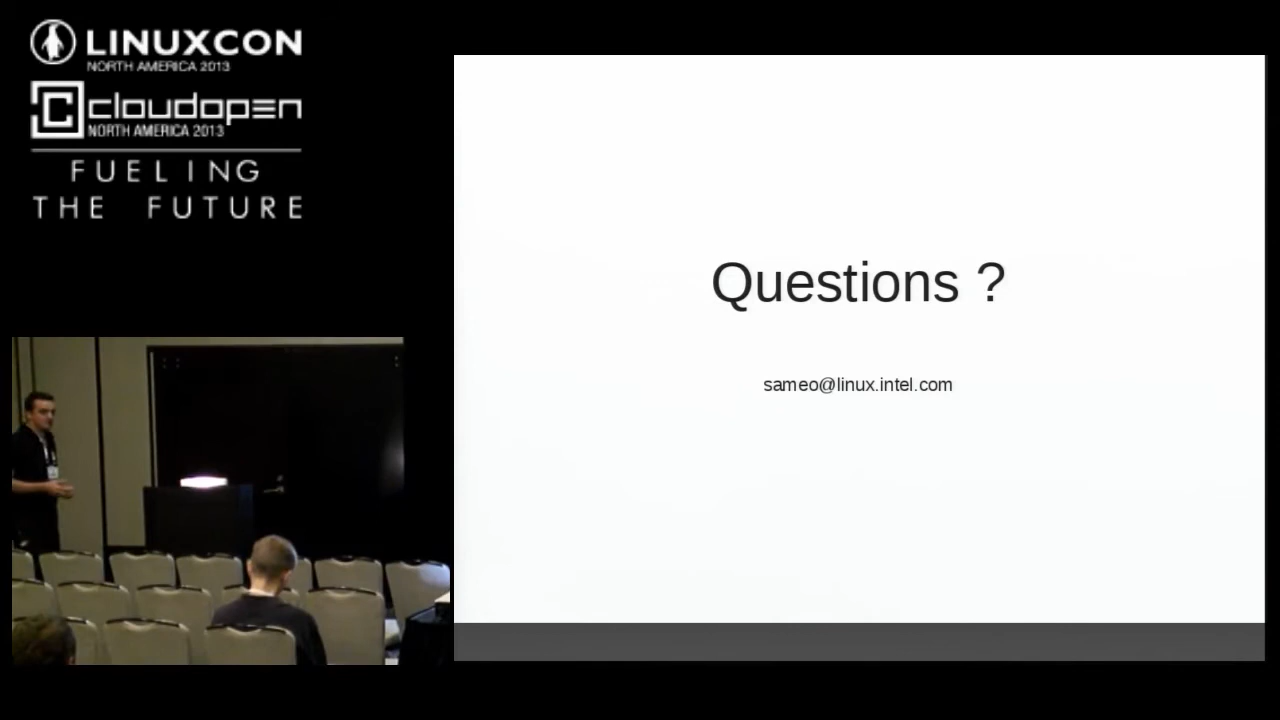 LINUXCON
NORTH AMERICA 2013
cloudopen
NORTH AMERICA 2013
FUELING
THE FUTURE
Questions ?
sameo@linux.intel.com